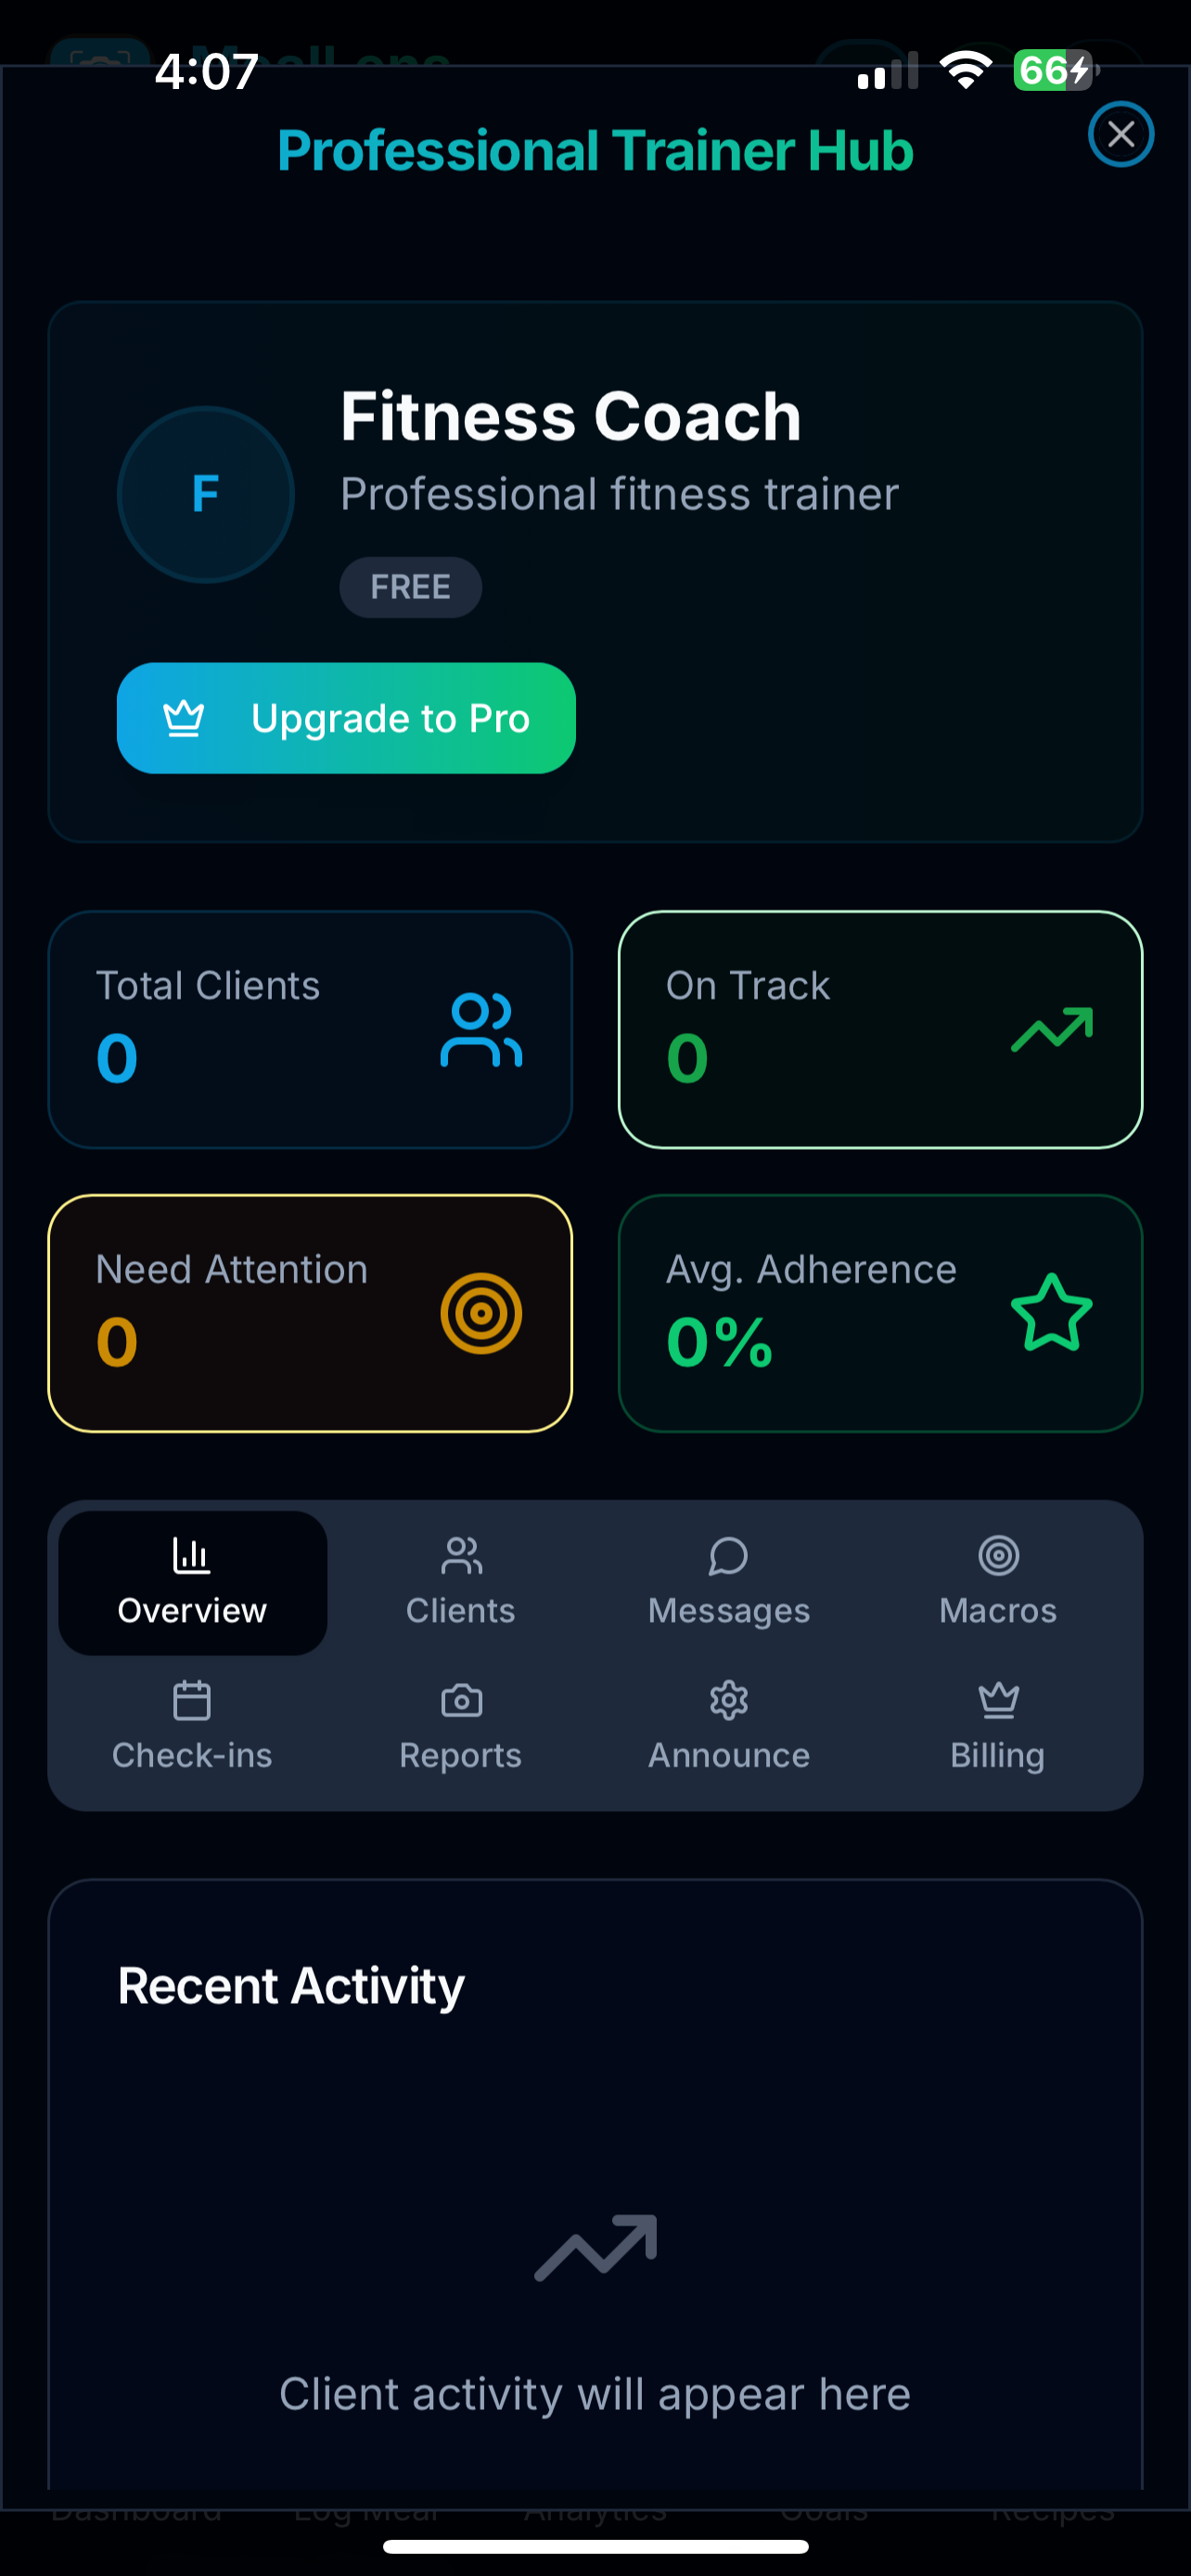 4:07
66
Professional Trainer Hub
F
Fitness Coach
Professional fitness trainer
FREE
Upgrade to Pro
Total Clients
0
On Track
0
Need Attention
0
Avg. Adherence
0%
Overview
Clients
Messages
Macros
Check-ins
Reports
Announce
Billing
Recent Activity
Client activity will appear here
Dashboard
Log Meal
Analytics
Goals
Recipes